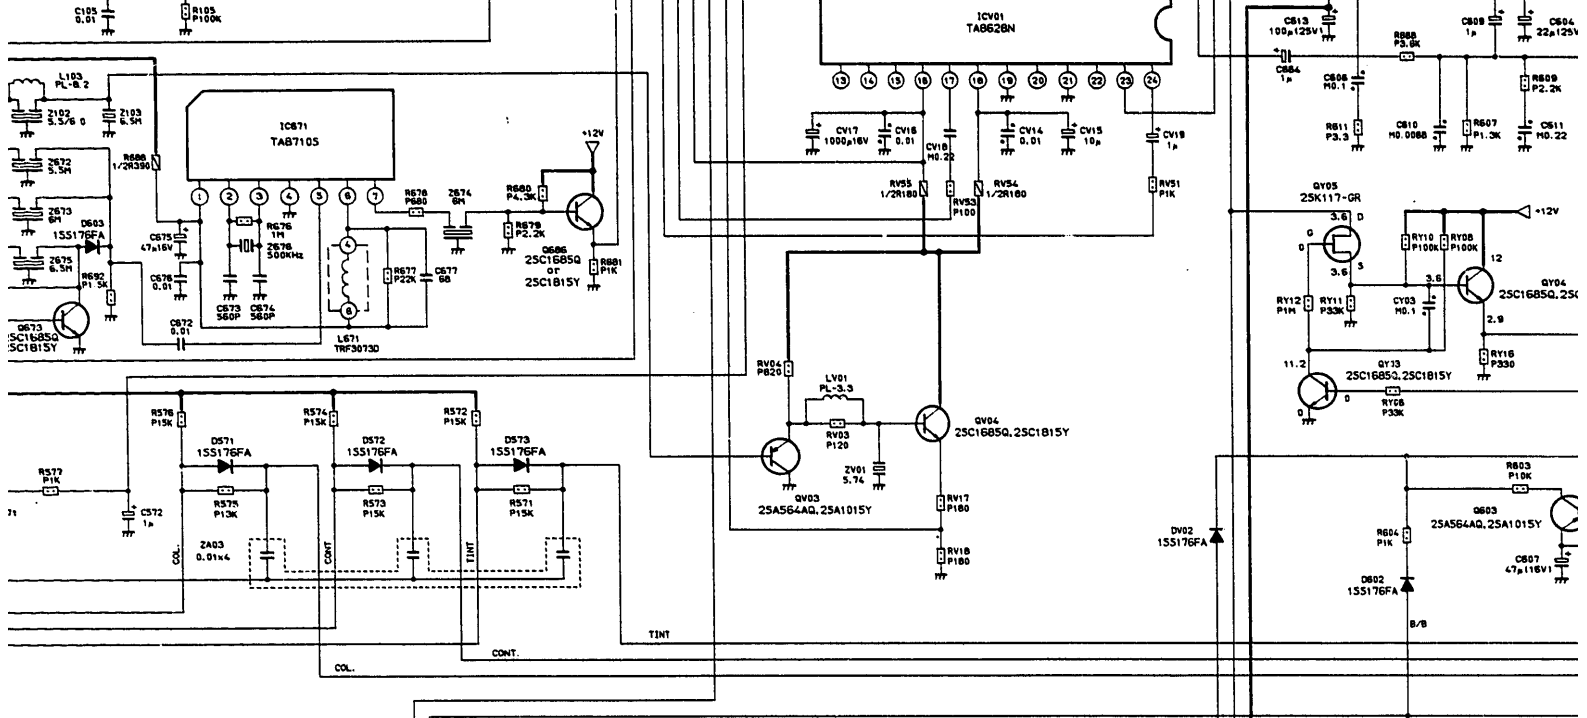 C105
0.01
R105
P100K
L103
PL-8.2
Z102
5.5/6.0
Z103
6.5M
Z672
5.5M
Z673
6M
D603
1SS176FA
Z675
6.5M
R692
P1.5K
Q673
2SC1685Q
2SC1815Y
R688
1/2R390
IC671
TA8710S
1
2
3
4
5
6
7
C675
47μ16V
C676
0.01
R676
1M
Z676
500KHz
C673
560P
C674
560P
C672
0.01
4
6
L671
TRF3073D
R677
P22K
C677
68
R678
P680
Z674
6M
R680
P4.3K
R679
P2.2K
+12V
Q686
2SC1685Q
or
2SC1815Y
R681
P1K
ICV01
TA8628N
13
14
15
16
17
18
19
20
21
22
23
24
CV17
1000μ16V
CV16
0.01
CV18
M0.22
CV14
0.01
CV15
10μ
CV19
1μ
RV55
1/2R180
RV53
P100
RV54
1/2R180
RV51
P1K
RV04
P820
LV01
PL-3.3
RV03
P120
ZV01
5.74
QV04
2SC1685Q,2SC1815Y
QV03
2SA564AQ,2SA1015Y
RV17
P180
RV18
P180
C613
100μ(25V)
C664
1μ
R668
P3.6K
C609
1μ
C604
22μ(25V
C606
M0.1
R611
P3.3
C610
M0.0068
R607
P1.3K
R609
P2.2K
C611
M0.22
QY05
2SK117-GR
3.6
D
G
0
3.6
S
RY12
P1M
RY11
P33K
RY10
P100K
RY08
P100K
+12V
3.6
12
CY03
M0.1
QY04
2SC1685Q,2SC
2.9
RY16
P330
11.2
QY13
2SC1685Q,2SC1815Y
0
0
RY06
P33K
R576
P15K
R574
P15K
R572
P15K
D571
1SS176FA
D572
1SS176FA
D573
1SS176FA
R577
P1K
R575
P13K
R573
P15K
R571
P15K
71
C572
1μ
ZA03
0.01x4
COL.
CONT
TINT
TINT
CONT.
COL.
DV02
1SS176FA
R603
P10K
Q603
2SA564AQ,2SA1015Y
R604
P1K
D602
1SS176FA
C607
47μ(16V)
B/B